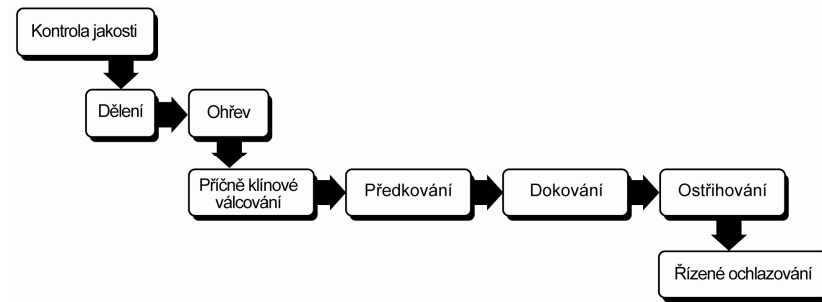 Kontrola jakosti
Dělení
Ohřev
Příčně klínové
válcování
Předkování
Dokování
Ostřihování
Řízené ochlazování